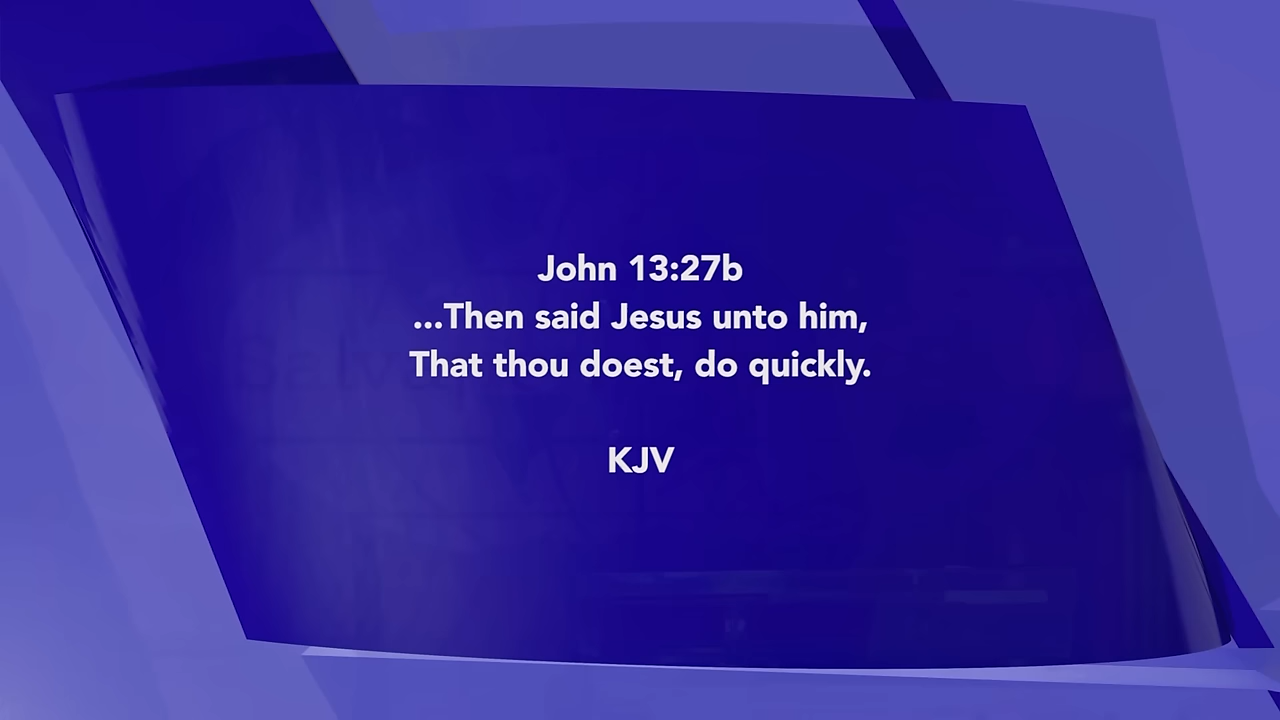 John 13:27b
...Then said Jesus unto him,
That thou doest, do quickly.
KJV